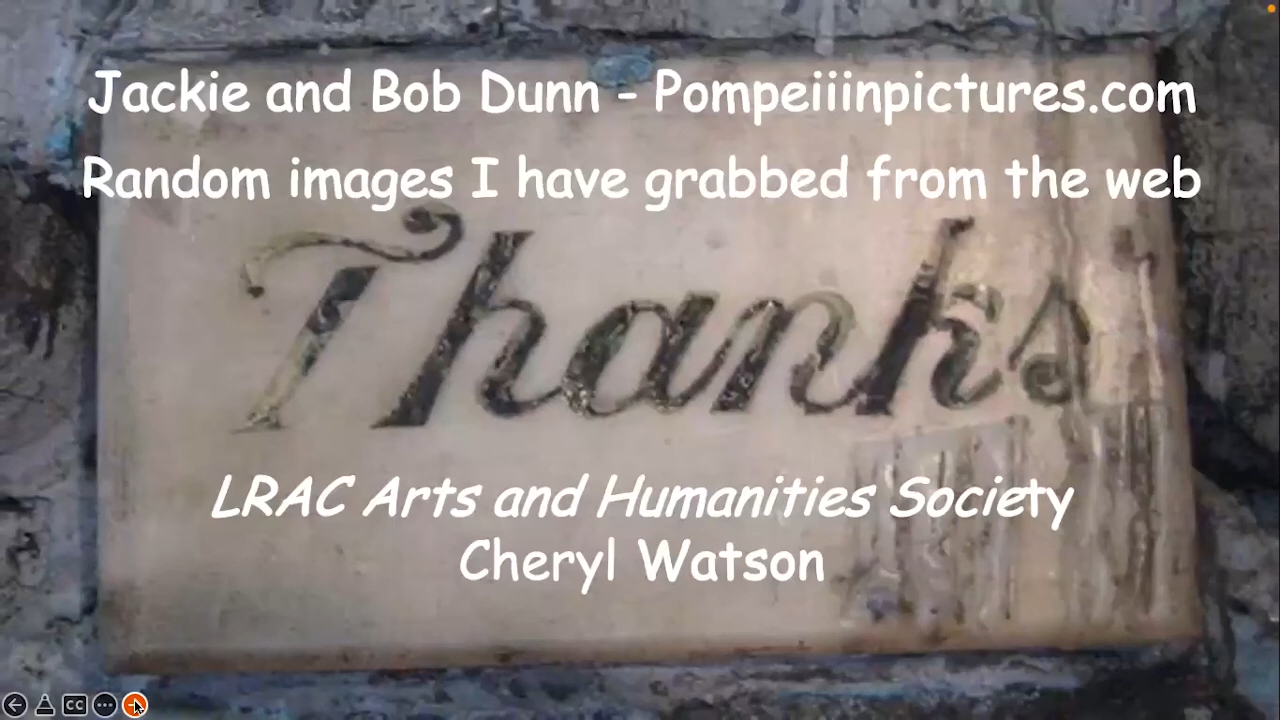 Jackie and Bob Dunn - Pompeiiinpictures.com
Random images I have grabbed from the web
Thanks
LRAC Arts and Humanities Society
Cheryl Watson
CC